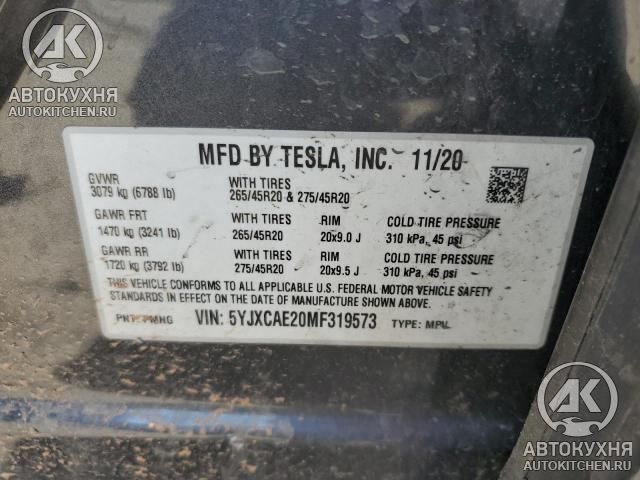 АК
АВТОКУХНЯ
AUTOKITCHEN.RU
MFD BY TESLA, INC. 11/20
GVWR
3079 kg (6788 lb)
WITH TIRES
265/45R20 & 275/45R20
GAWR FRT
1470 kg (3241 lb)
WITH TIRES
265/45R20
RIM
20x9.0 J
COLD TIRE PRESSURE
310 kPa, 45 psi
GAWR RR
1720 kg (3792 lb)
WITH TIRES
275/45R20
RIM
20x9.5 J
COLD TIRE PRESSURE
310 kPa, 45 psi
THIS VEHICLE CONFORMS TO ALL APPLICABLE U.S. FEDERAL MOTOR VEHICLE SAFETY
STANDARDS IN EFFECT ON THE DATE OF MANUFACTURE SHOWN ABOVE.
PNT: PMNG VIN: 5YJXCAE20MF319573 TYPE:
АК
АВТОКУХНЯ
AUTOKITCHEN.RU